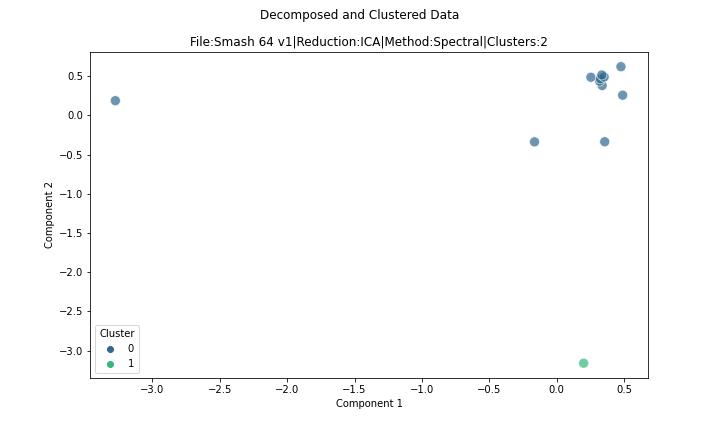 Decomposed and Clustered Data
File:Smash 64 v1|Reduction:ICA|Method:Spectral|Clusters:2
0.5
0.0
−0.5
−1.0
−1.5
−2.0
−2.5
−3.0
Component 2
Cluster
0
1
−3.0 −2.5 −2.0 −1.5 −1.0 −0.5 0.0 0.5
Component 1